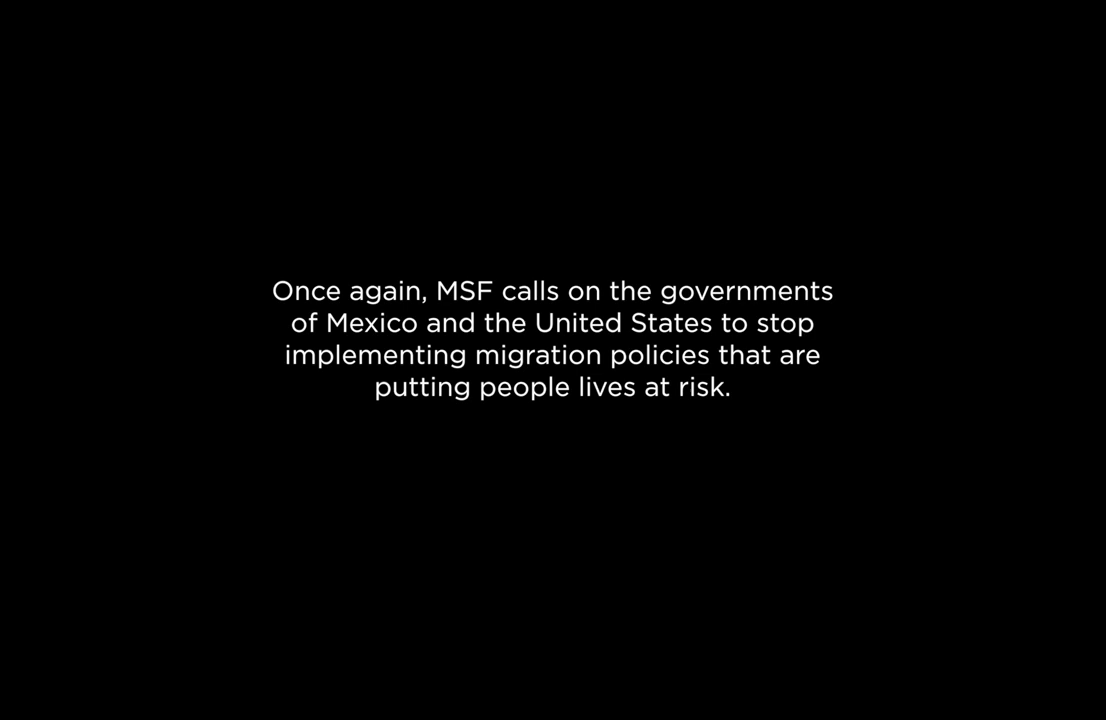 Once again, MSF calls on the governments
of Mexico and the United States to stop
implementing migration policies that are
putting people lives at risk.